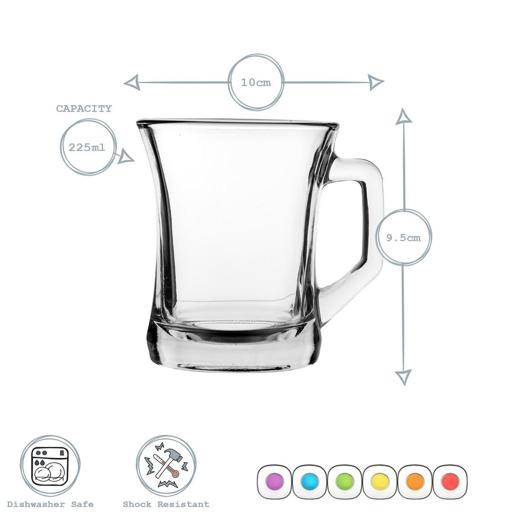 10cm
CAPACITY
225ml
9.5cm
Dishwasher Safe
Shock Resistant